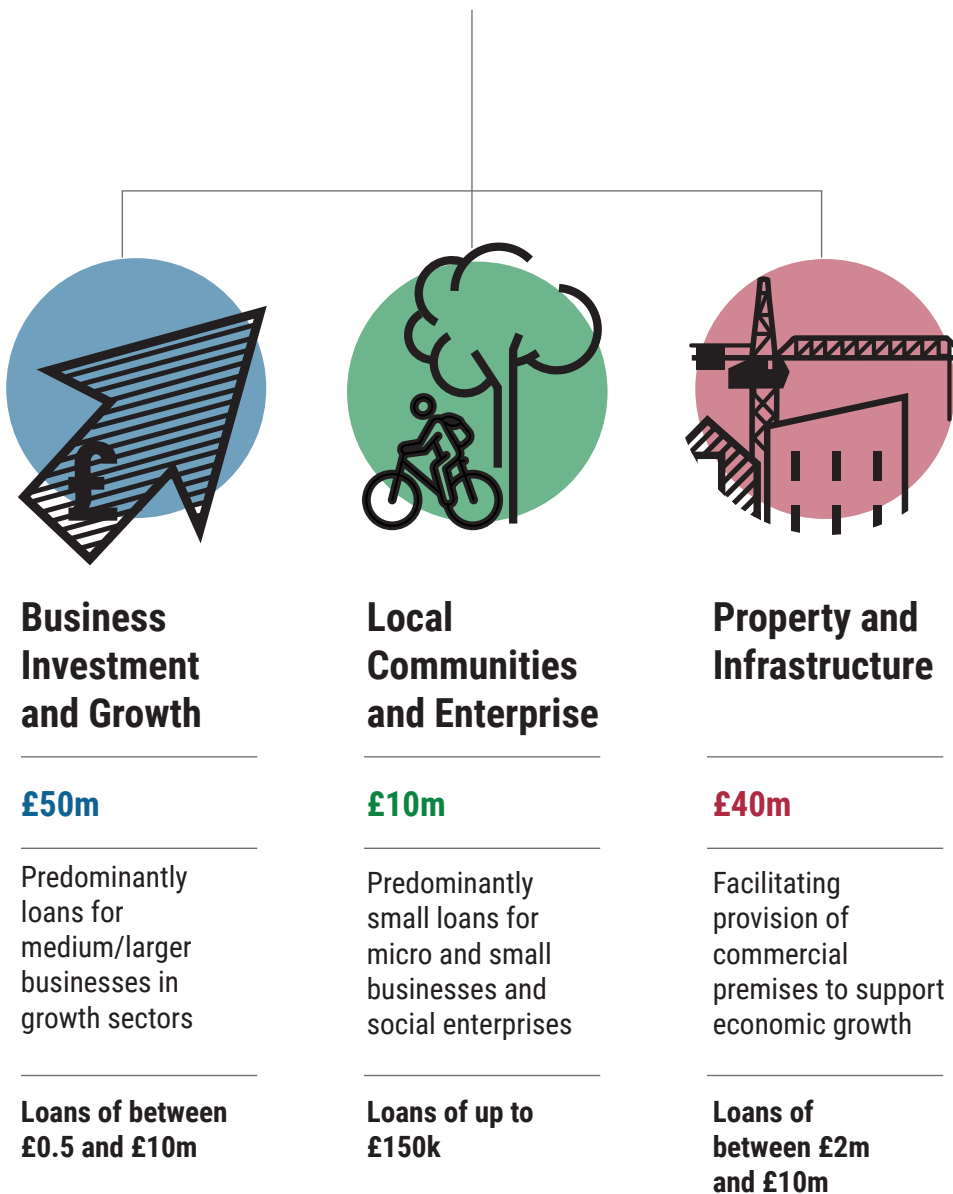 £
Business
Investment
and Growth
£50m
Predominantly
loans for
medium/larger
businesses in
growth sectors
Loans of between
£0.5 and £10m
Local
Communities
and Enterprise
£10m
Predominantly
small loans for
micro and small
businesses and
social enterprises
Loans of up to
£150k
Property and
Infrastructure
£40m
Facilitating
provision of
commercial
premises to support
economic growth
Loans of
between £2m
and £10m